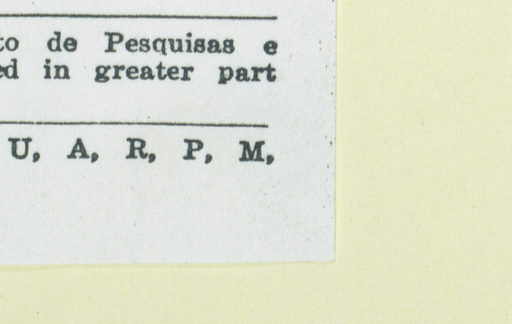 to de Pesquisas e
ed in greater part
U, A, R, P, M,